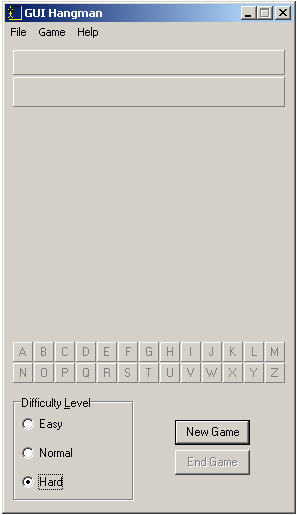 GUI Hangman
File Game Help
A B C D E F G H I J K L M
N O P Q R S T U V W X Y Z
Difficulty Level
Easy
Normal
Hard
New Game
End Game